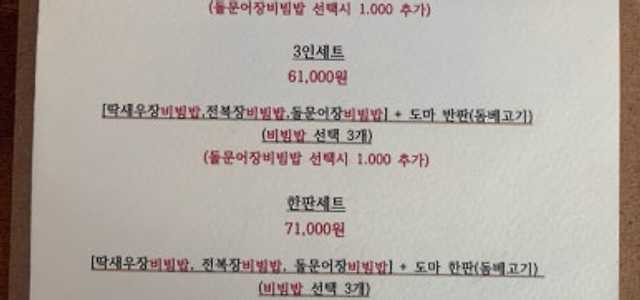 (돌문어장비빔밥 선택시 1.000 추가)
3인세트
61,000원
[딱새우장비빔밥,전복장비빔밥,돌문어장비빔밥] + 도마 반판(돔베고기)
(비빔밥 선택 3개)
(돌문어장비빔밥 선택시 1.000 추가)
한판세트
71,000원
[딱새우장비빔밥, 전복장비빔밥, 돌문어장비빔밥] + 도마 한판(돔베고기)
(비빔밥 선택 3개)